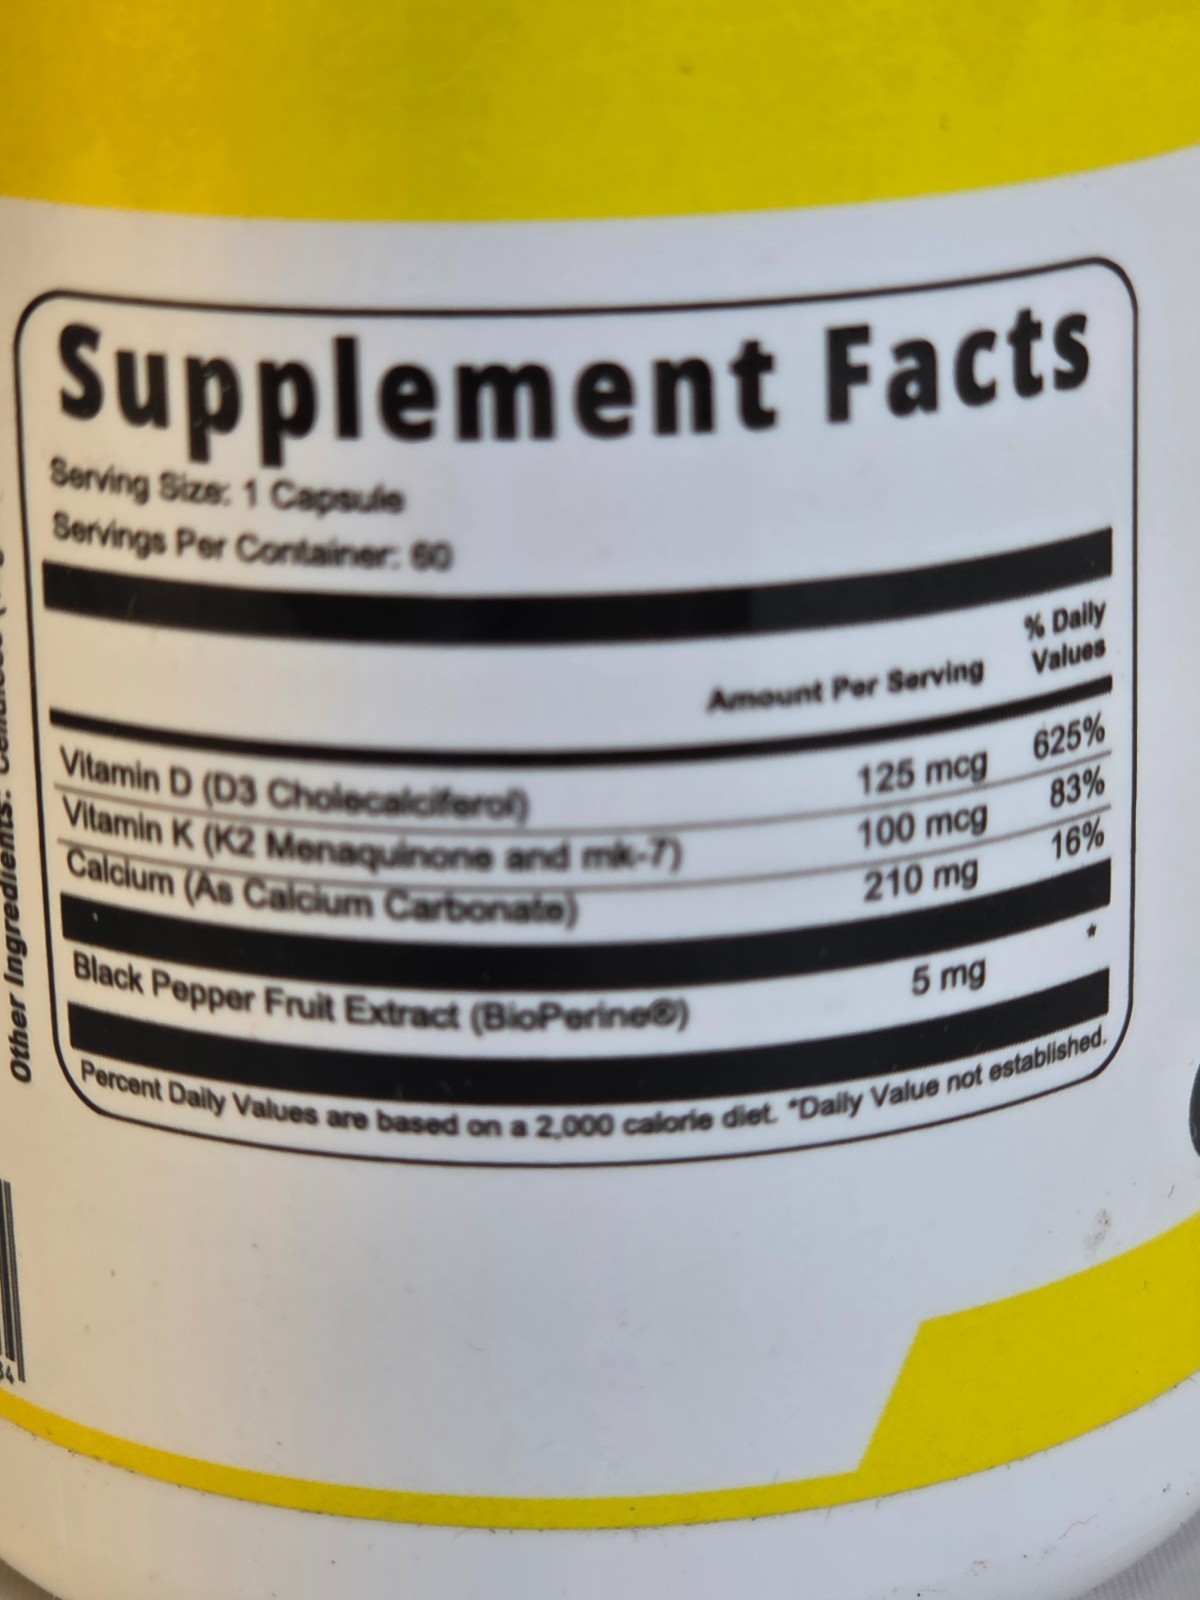 Supplement Facts
Serving Size: 1 Capsule
Servings Per Container: 60
Amount Per Serving % Daily Values
Vitamin D (D3 Cholecalciferol) 125 mcg 625%
Vitamin K (K2 Menaquinone and mk-7) 100 mcg 83%
Calcium (As Calcium Carbonate) 210 mg 16%
Black Pepper Fruit Extract (BioPerine®) 5 mg *
Percent Daily Values are based on a 2,000 calorie diet. *Daily Value not established.
Other Ingredients: